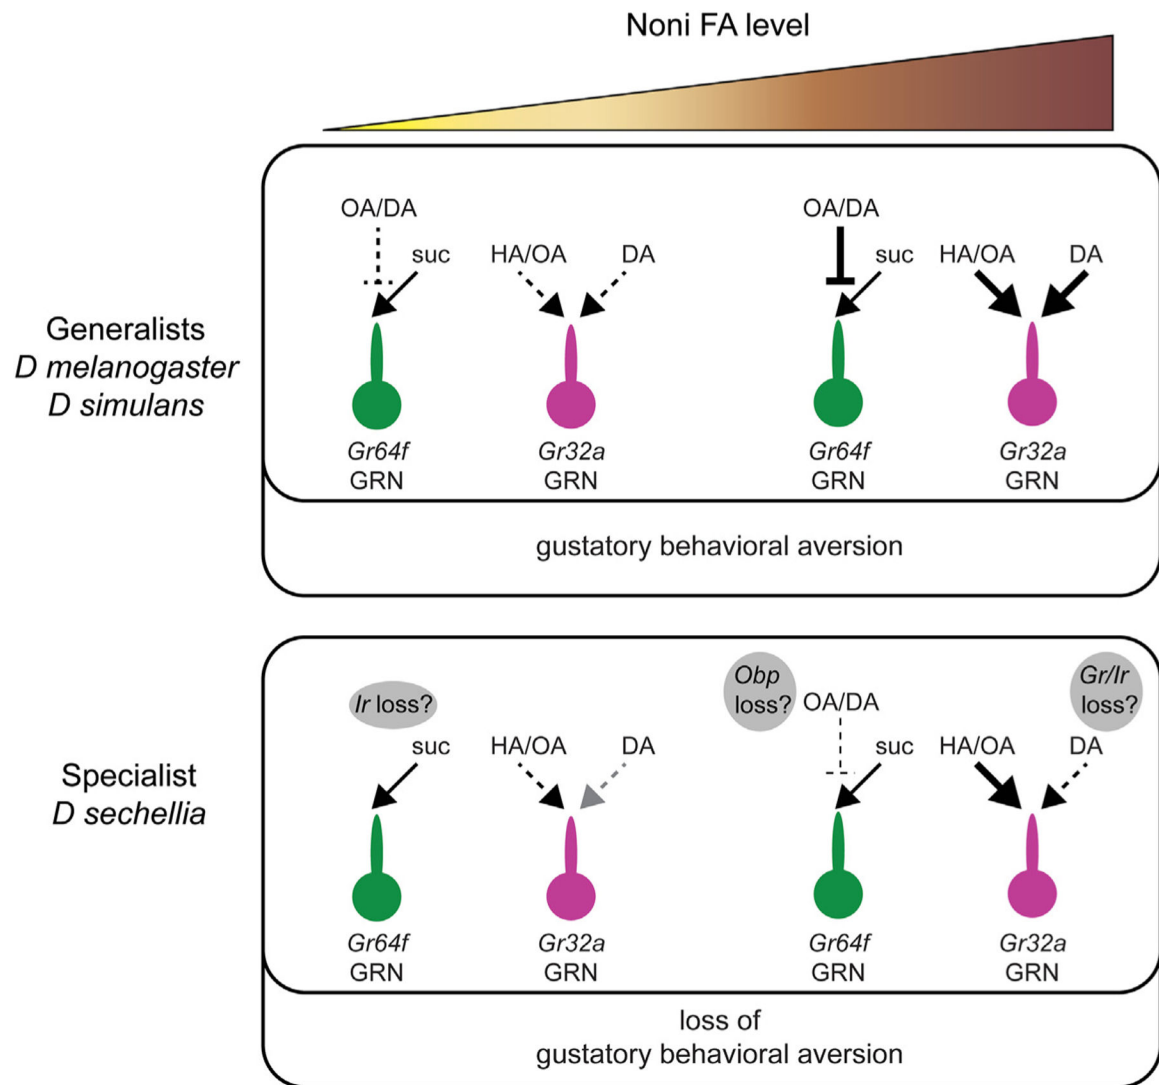 Noni FA level
Generalists
D melanogaster
D simulans
OA/DA
suc
HA/OA
DA
OA/DA
suc
HA/OA
DA
Gr64f
GRN
Gr32a
GRN
Gr64f
GRN
Gr32a
GRN
gustatory behavioral aversion
Specialist
D sechellia
Ir loss?
suc
HA/OA
DA
Obp
loss?
OA/DA
suc
HA/OA
Gr/Ir
loss?
DA
Gr64f
GRN
Gr32a
GRN
Gr64f
GRN
Gr32a
GRN
loss of
gustatory behavioral aversion